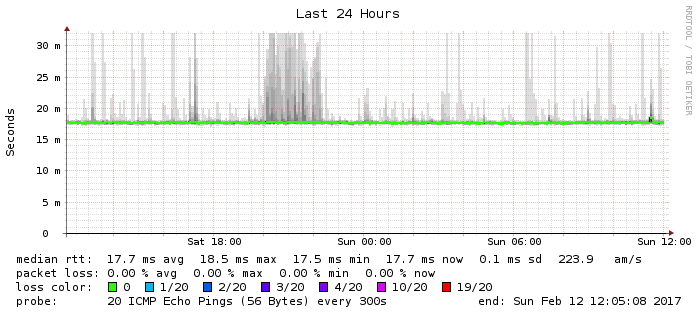 Last 24 Hours
RRDTOOL / TOBI OETIKER
Seconds
30 m
25 m
20 m
15 m
10 m
5 m
0
Sat 18:00 Sun 00:00 Sun 06:00 Sun 12:00
median rtt: 17.7 ms avg 18.5 ms max 17.5 ms min 17.7 ms now 0.1 ms sd 223.9 am/s
packet loss: 0.00 % avg 0.00 % max 0.00 % min 0.00 % now
loss color: 0 1/20 2/20 3/20 4/20 10/20 19/20
probe: 20 ICMP Echo Pings (56 Bytes) every 300s end: Sun Feb 12 12:05:08 2017